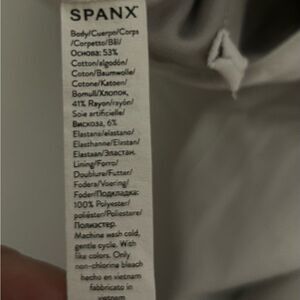 SPANX
Body/Cuerpo/Corps
/Corpetto/Bål/
Основа: 53%
Cotton/algodón/
Coton/Baumwolle/
Cotone/Katoen/
Bomull/Хлопок,
41% Rayon/rayón/
Soie artificielle/
Вискоза, 6%
Elastane/elastano/
Elasthanne/Elastan/
Elastaan/Эластан.
Lining/Forro/
Doublure/Futter/
Fodera/Voering/
Foder/Подкладка:
100% Polyester/
poliéster/Poliestere/
Полиэстер.
Machine wash cold,
gentle cycle. With
like colors. Only
non-chlorine bleach
hecho en vietnam
fabricado in
vietnam